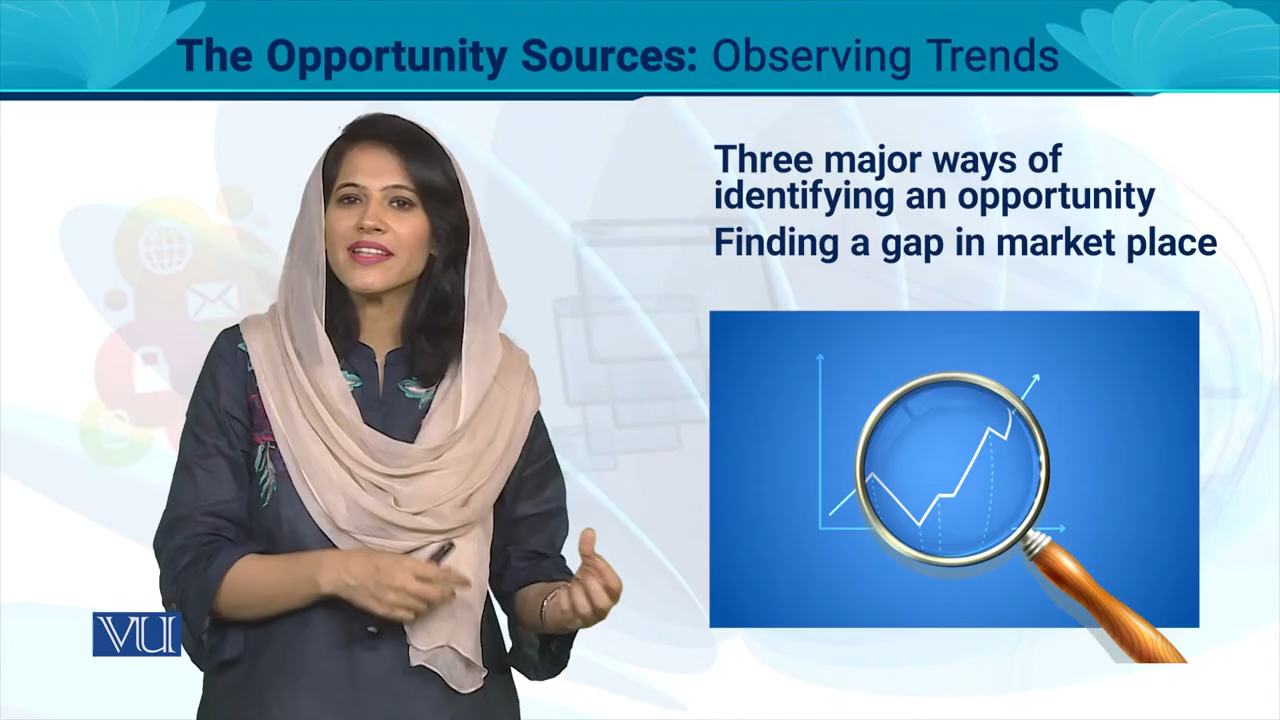 The Opportunity Sources: Observing Trends
Three major ways of
identifying an opportunity
Finding a gap in market place
VU